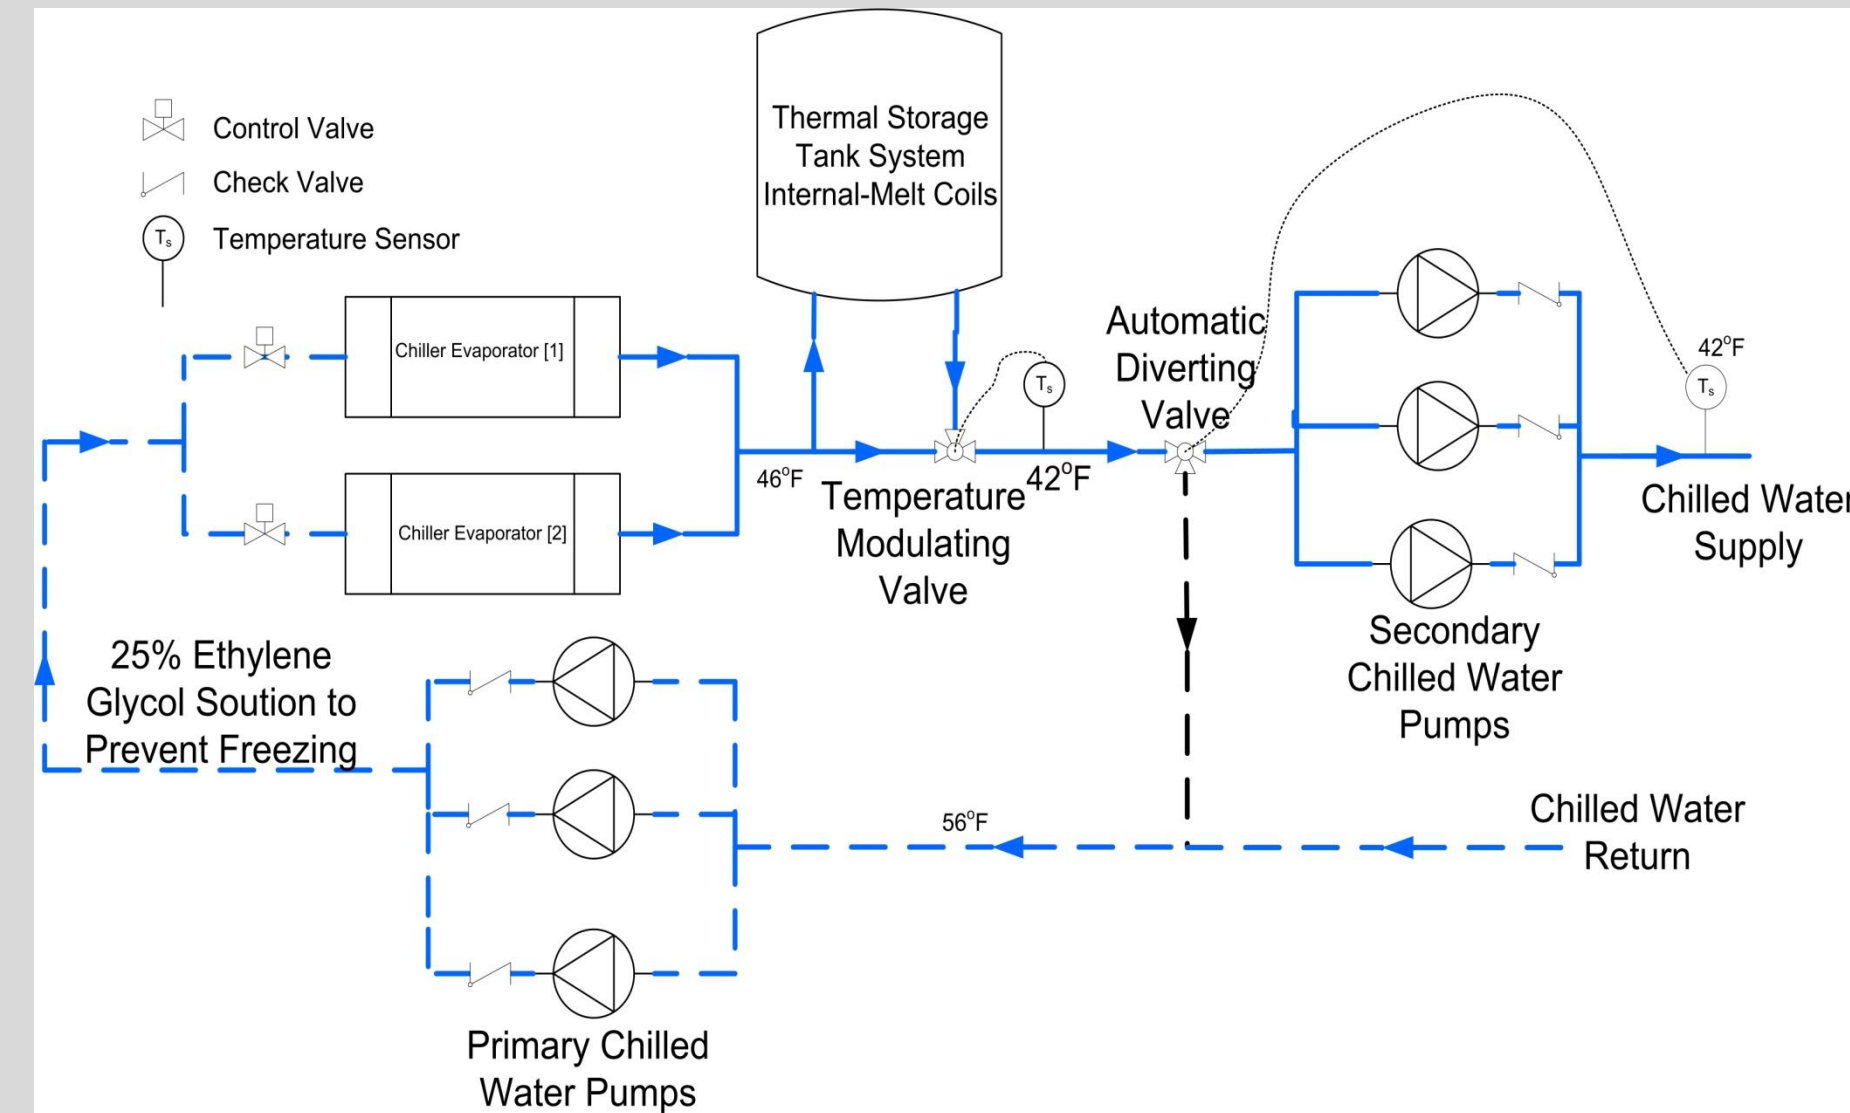 Control Valve
Check Valve
Ts
Temperature Sensor
Thermal Storage
Tank System
Internal-Melt Coils
Chiller Evaporator [1]
Chiller Evaporator [2]
46°F
Temperature
Modulating
Valve
Ts
42°F
Automatic
Diverting
Valve
42°F
Ts
Chilled Water
Supply
Secondary
Chilled Water
Pumps
25% Ethylene
Glycol Soution to
Prevent Freezing
56°F
Chilled Water
Return
Primary Chilled
Water Pumps